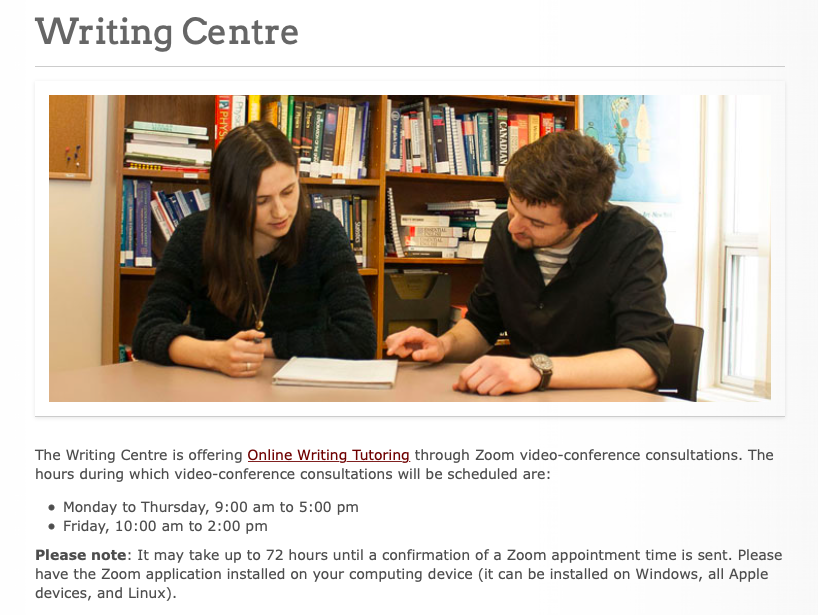 Writing Centre
PHYSICS
CANADIAN
The Writing Centre is offering Online Writing Tutoring through Zoom video-conference consultations. The
hours during which video-conference consultations will be scheduled are:
• Monday to Thursday, 9:00 am to 5:00 pm
• Friday, 10:00 am to 2:00 pm
Please note: It may take up to 72 hours until a confirmation of a Zoom appointment time is sent. Please
have the Zoom application installed on your computing device (it can be installed on Windows, all Apple
devices, and Linux).